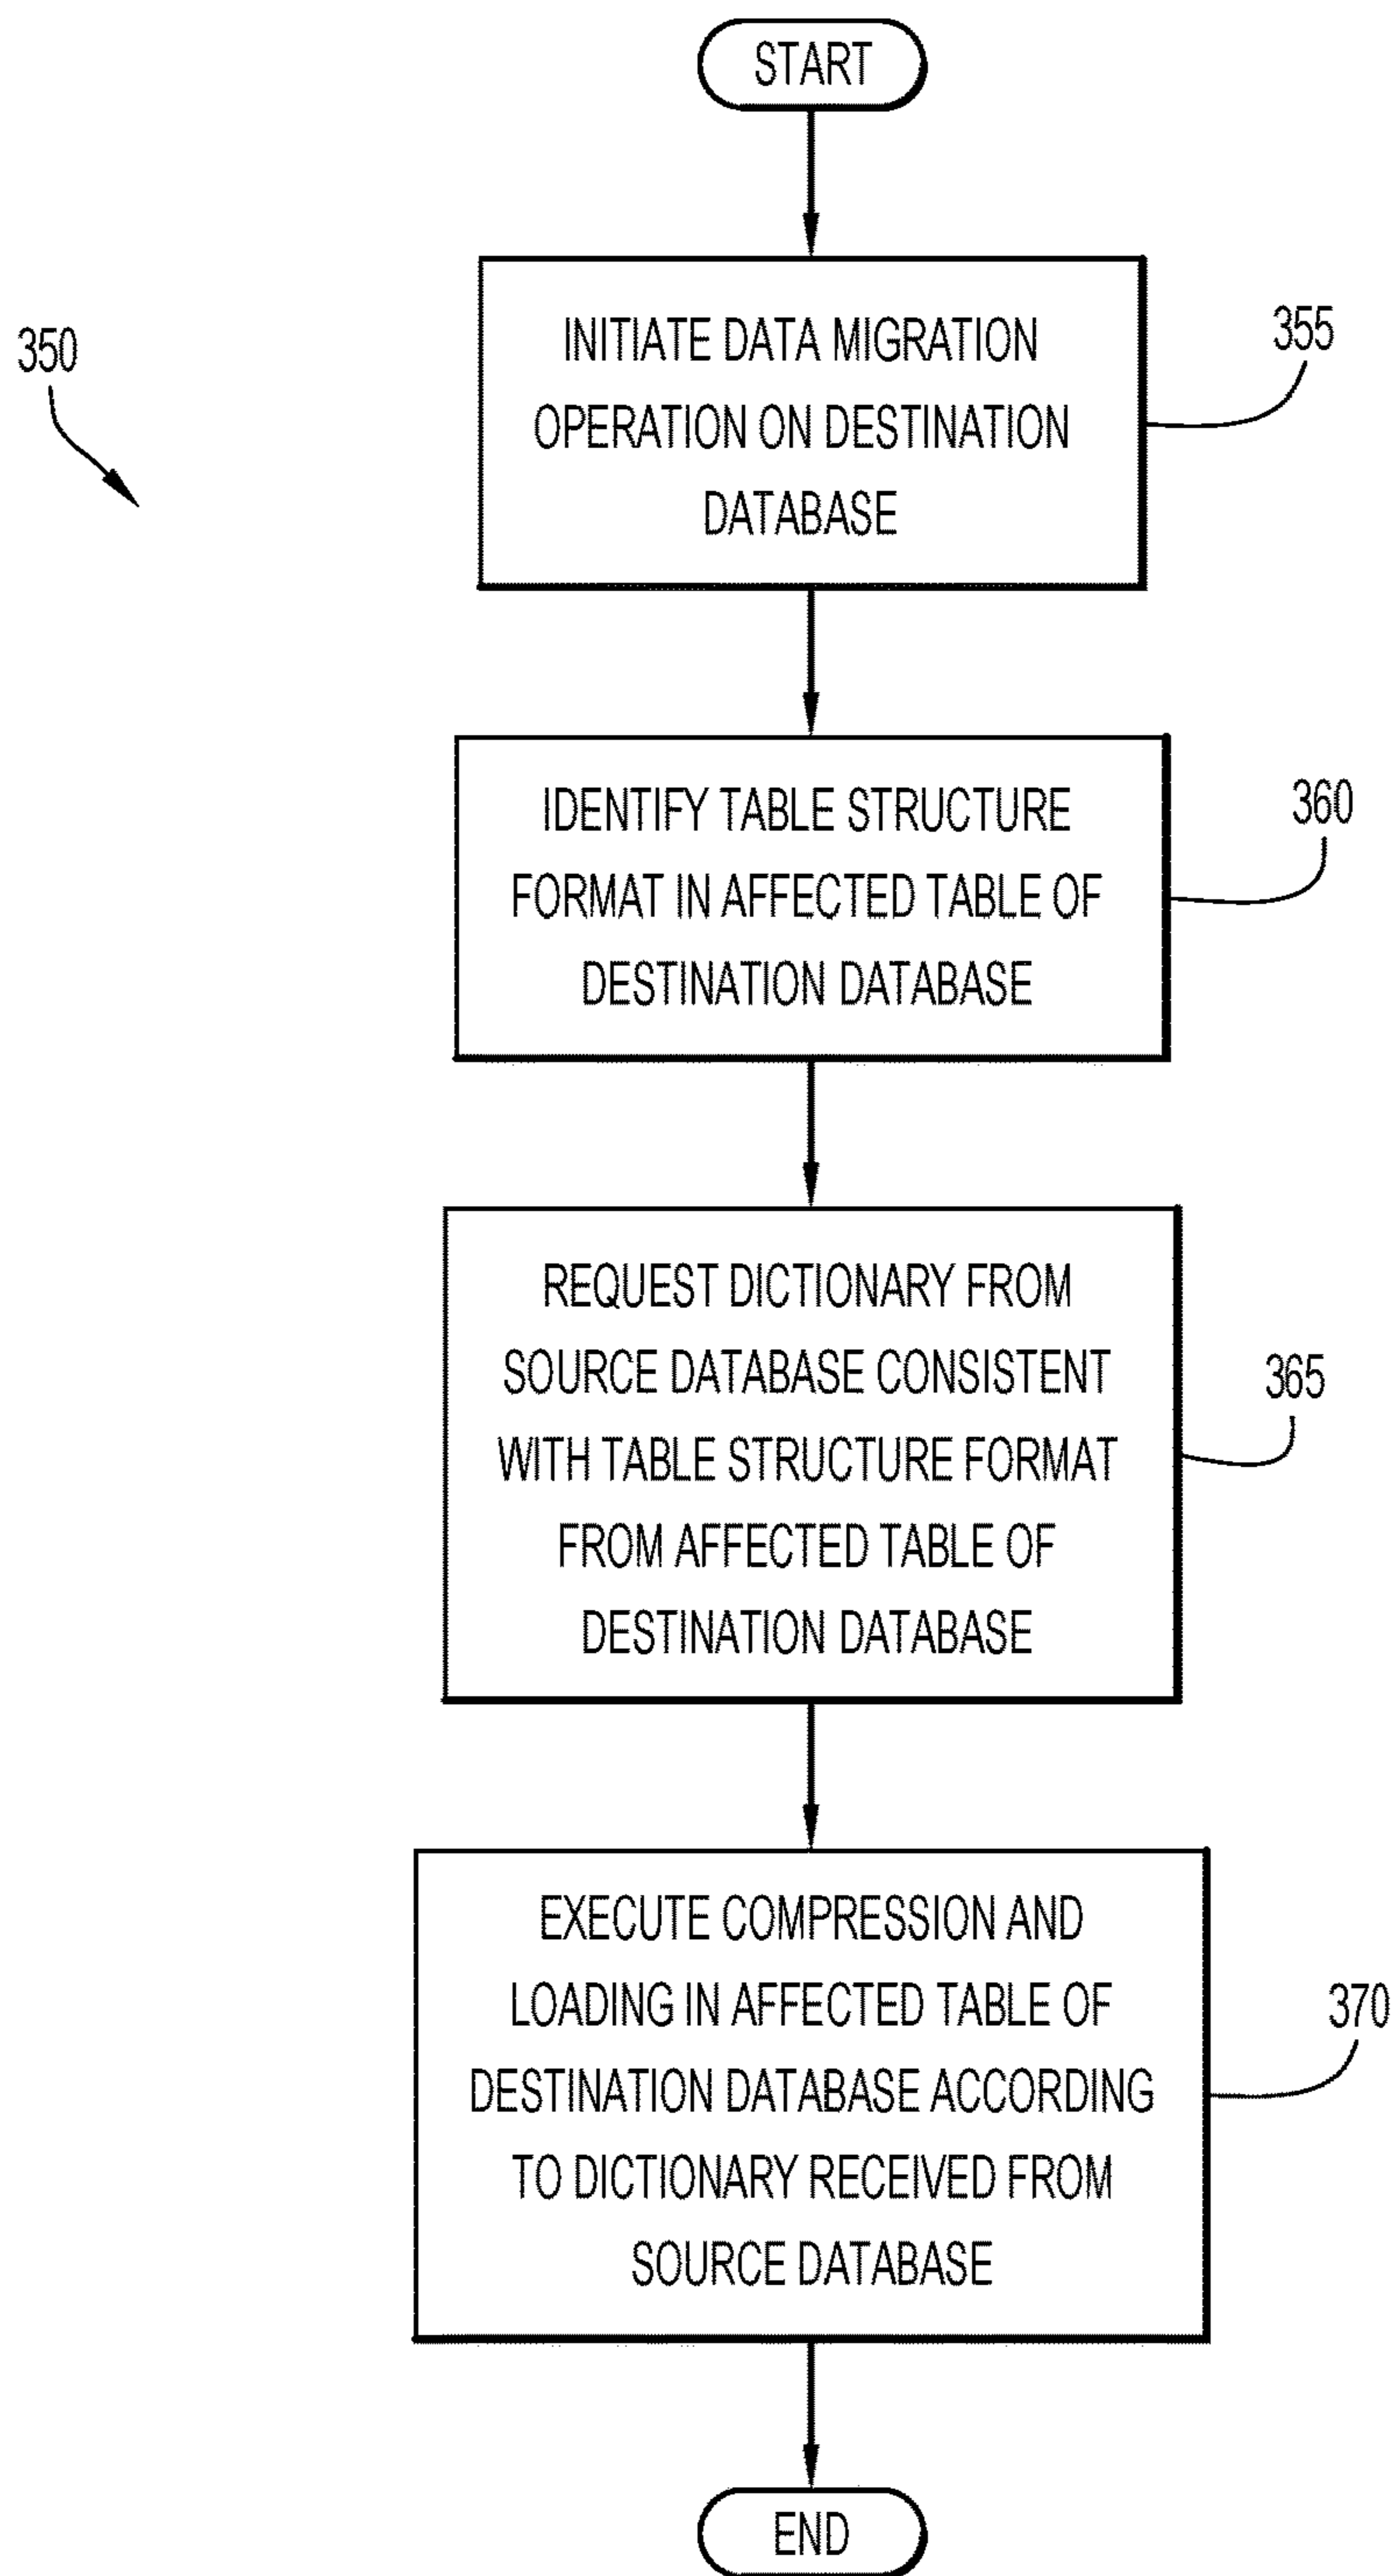 START
350
INITIATE DATA MIGRATION
OPERATION ON DESTINATION
DATABASE
355
IDENTIFY TABLE STRUCTURE
FORMAT IN AFFECTED TABLE OF
DESTINATION DATABASE
360
REQUEST DICTIONARY FROM
SOURCE DATABASE CONSISTENT
WITH TABLE STRUCTURE FORMAT
FROM AFFECTED TABLE OF
DESTINATION DATABASE
365
EXECUTE COMPRESSION AND
LOADING IN AFFECTED TABLE OF
DESTINATION DATABASE ACCORDING
TO DICTIONARY RECEIVED FROM
SOURCE DATABASE
370
END